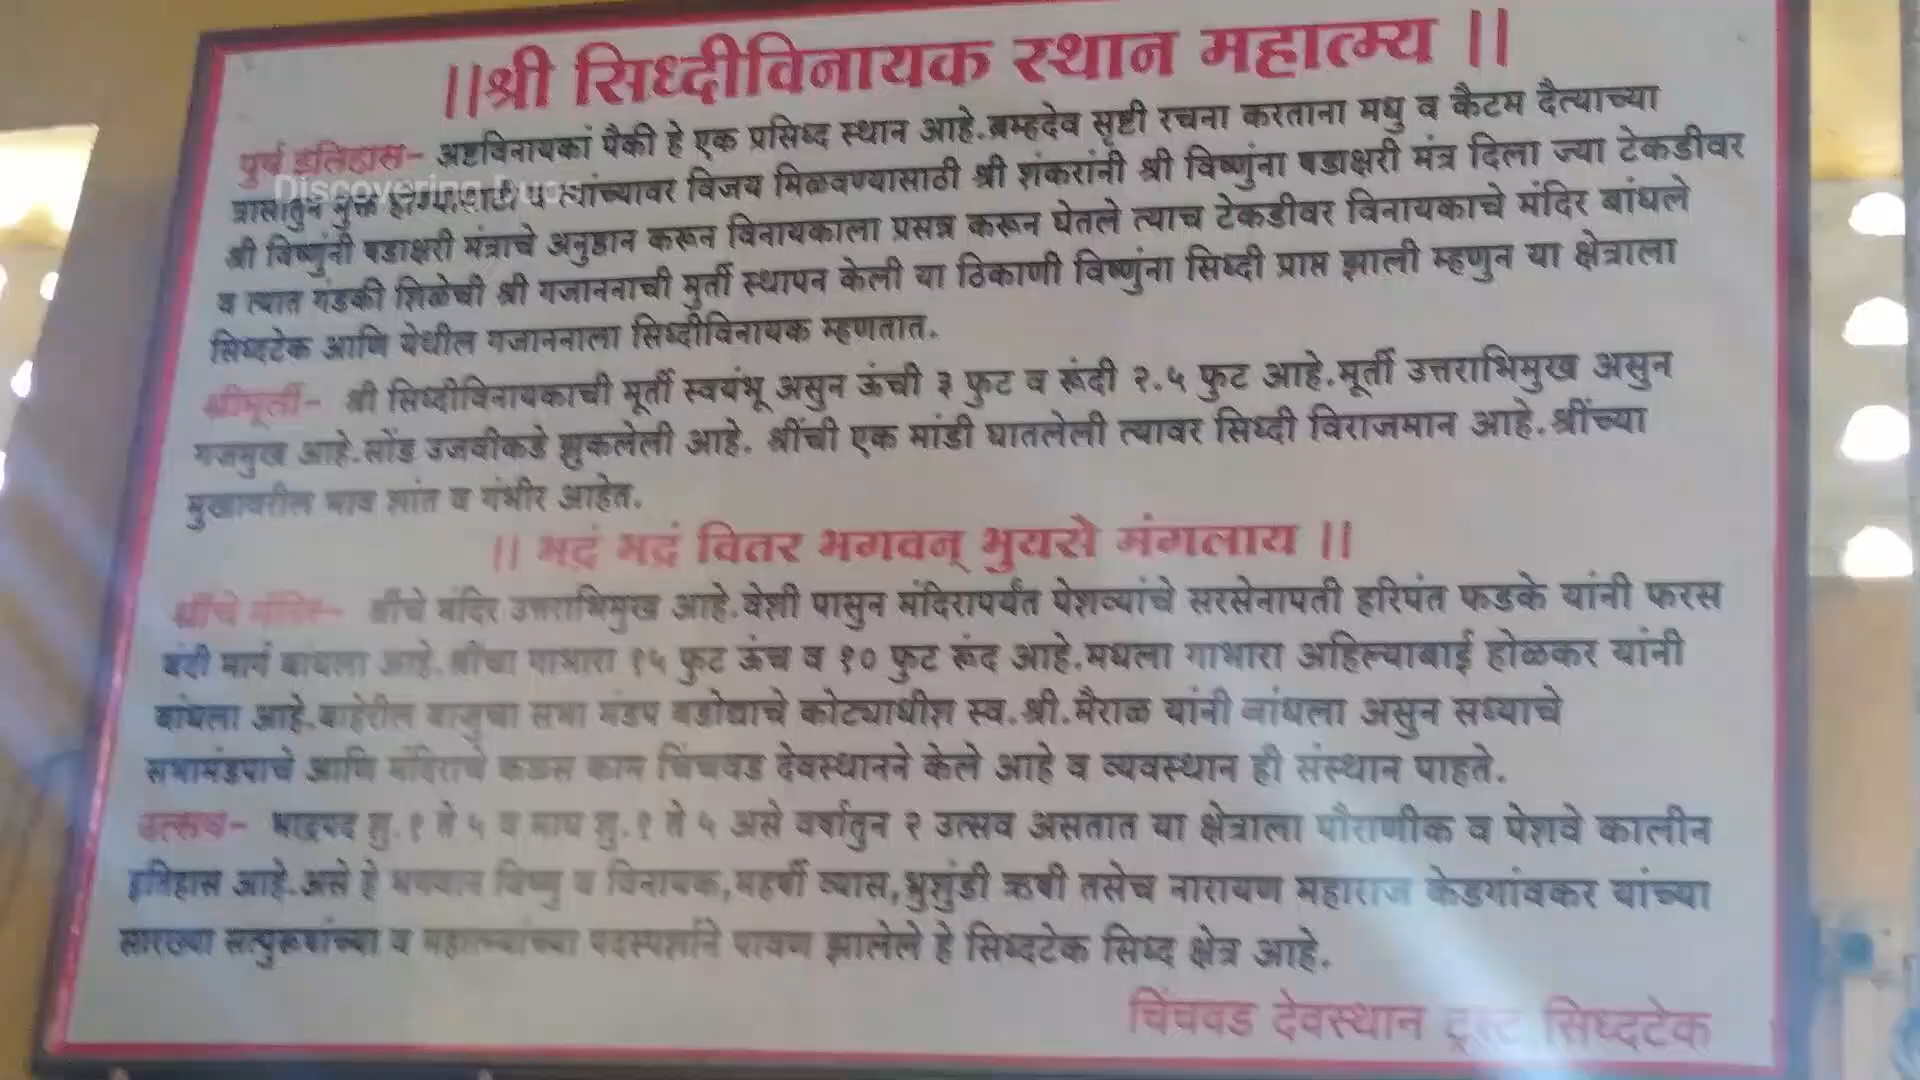 ||श्री सिध्दीविनायक स्थान महात्म्य ||
पुर्व इतिहास- अष्टविनायकां पैकी हे एक प्रसिध्द स्थान आहे.ब्रम्हदेव सृष्टी रचना करताना मधु व कैटभ दैत्याच्या
त्रासातुन मुक्त त्यांच्यावर विजय मिळवण्यासाठी श्री शंकरांनी श्री विष्णुंना षडाक्षरी मंत्र दिला ज्या टेकडीवर
Discovering
श्री विष्णुंनी षडाक्षरी मंत्राचे अनुष्ठान करून विनायकाला प्रसन्न करून घेतले त्याच टेकडीवर विनायकाचे मंदिर बांधले
व त्यात गंडकी शिळेची श्री गजाननाची मुर्ती स्थापन केली या ठिकाणी विष्णुंना सिध्दी प्राप्त झाली म्हणुन या क्षेत्राला
सिध्दटेक आणि येथील गजाननाला सिध्दीविनायक म्हणतात.
श्रीमूर्ती- श्री सिध्दीविनायकाची मूर्ती स्वयंभू असुन ऊंची ३ फुट व रूंदी २.५ फुट आहे.मूर्ती उत्तराभिमुख असुन
गजमुख आहे.सोंड उजवीकडे झुकलेली आहे. श्रींची एक मांडी घातलेली त्यावर सिध्दी विराजमान आहे.श्रींच्या
मुखावरील भाव शांत व गंभीर आहेत.
|| भद्रं भद्रं वितर भगवन् भुयसे मंगलाय ||
श्रींचे मंदिर- श्रींचे मंदिर उत्तराभिमुख आहे.वेशी पासुन मंदिरापर्यंत पेशव्यांचे सरसेनापती हरिपंत फडके यांनी फरस
बंदी मार्ग बांधला आहे.श्रींचा गाभारा १५ फुट ऊंच व १० फुट रूंद आहे.मधला गाभारा अहिल्याबाई होळकर यांनी
बांधला आहे.बाहेरील बाजुचा सभा मंडप बडोद्याचे कोट्याधीश स्व.श्री.मैराळ यांनी बांधला असुन सध्याचे
सभामंडपाचे आणि मंदिराचे कळस काम चिंचवड देवस्थानने केले आहे व व्यवस्थान ही संस्थान पाहते.
उत्सव- भाद्रपद शु.१ ते ५ व माघ शु.१ ते ५ असे वर्षातुन २ उत्सव असतात या क्षेत्राला पौराणीक व पेशवे कालीन
इतिहास आहे.असे हे भगवान विष्णु व विनायक,महर्षी व्यास,भुशुंडी ऋषी तसेच नारायण महाराज केडगांवकर यांच्या
सारख्या सत्पुरूषांच्या व महात्म्यांच्या पदस्पर्शाने पावण झालेले हे सिध्दटेक सिध्द क्षेत्र आहे.
चिंचवड देवस्थान ट्रस्ट सिध्दटेक